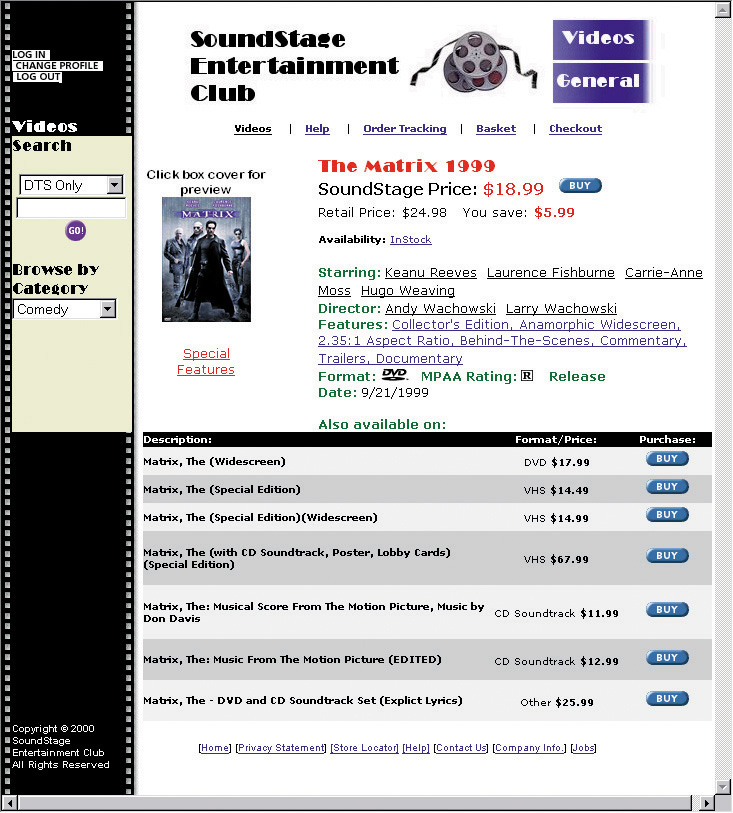 SoundStage
Entertainment
Club
Videos
General
LOG IN
CHANGE PROFILE
LOG OUT
Videos | Help | Order Tracking | Basket | Checkout
Videos
Search
DTS Only
GO!
Browse by
Category
Comedy
Click box cover for
preview
MATRIX
Special
Features
The Matrix 1999
SoundStage Price: $18.99 BUY
Retail Price: $24.98 You save: $5.99
Availability: InStock
Starring: Keanu Reeves Laurence Fishburne Carrie-Anne
Moss Hugo Weaving
Director: Andy Wachowski Larry Wachowski
Features: Collector's Edition, Anamorphic Widescreen,
2.35:1 Aspect Ratio, Behind-The-Scenes, Commentary,
Trailers, Documentary
Format: DVD MPAA Rating: R Release
Date: 9/21/1999
Also available on:
Description: Format/Price: Purchase:
Matrix, The (Widescreen) DVD $17.99 BUY
Matrix, The (Special Edition) VHS $14.49 BUY
Matrix, The (Special Edition)(Widescreen) VHS $14.99 BUY
Matrix, The (with CD Soundtrack, Poster, Lobby Cards)
(Special Edition) VHS $67.99 BUY
Matrix, The: Musical Score From The Motion Picture, Music by
Don Davis CD Soundtrack $11.99 BUY
Matrix, The: Music From The Motion Picture (EDITED) CD Soundtrack $12.99 BUY
Matrix, The - DVD and CD Soundtrack Set (Explict Lyrics) Other $25.99 BUY
Copyright © 2000
SoundStage
Entertainment Club
All Rights Reserved
[Home] [Privacy Statement] [Store Locator] [Help] [Contact Us] [Company Info.] [Jobs]